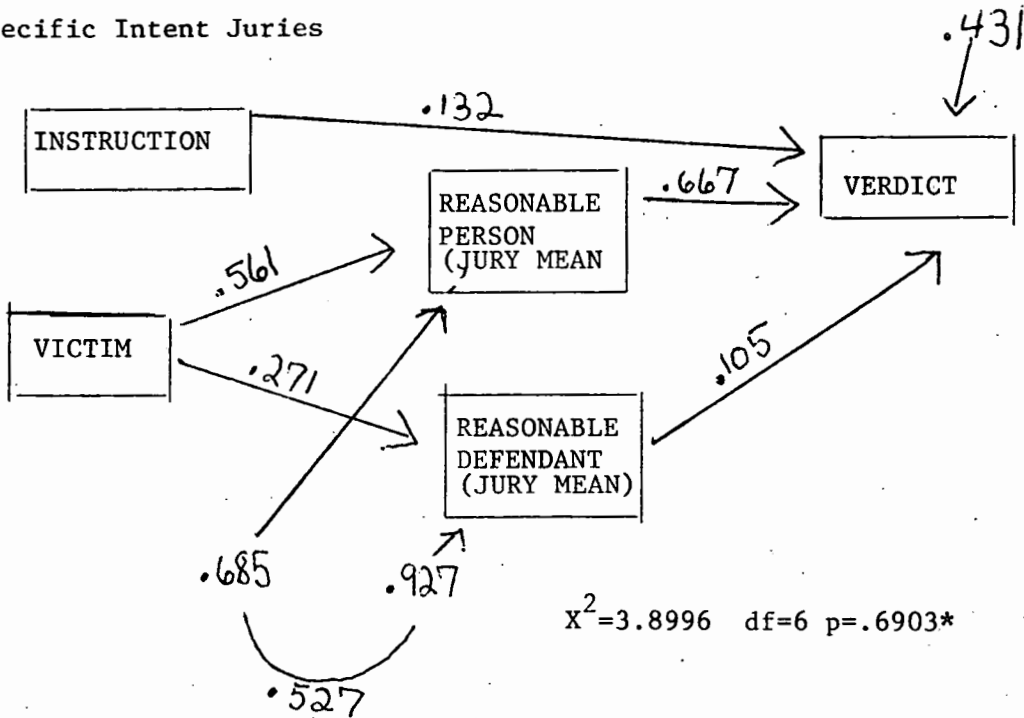 ecific Intent Juries
.431
.132
INSTRUCTION
.667
REASONABLE
PERSON
(JURY MEAN
VERDICT
.561
VICTIM
.271
.105
REASONABLE
DEFENDANT
(JURY MEAN)
.685
.927
X²=3.8996 df=6 p=.6903*
.527